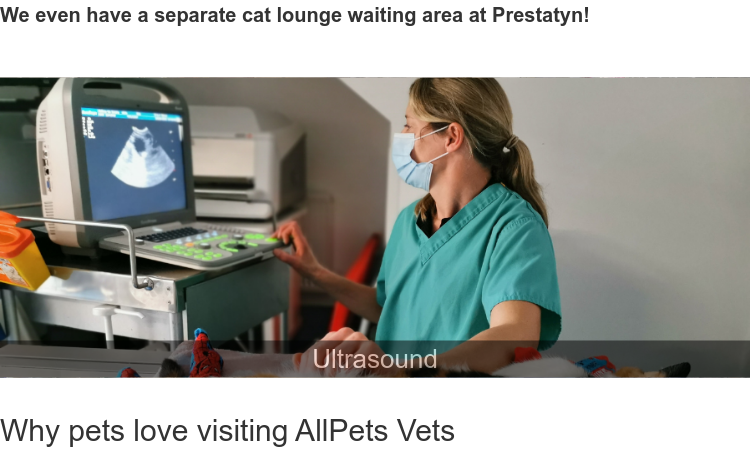 We even have a separate cat lounge waiting area at Prestatyn!
Ultrasound
Why pets love visiting AllPets Vets